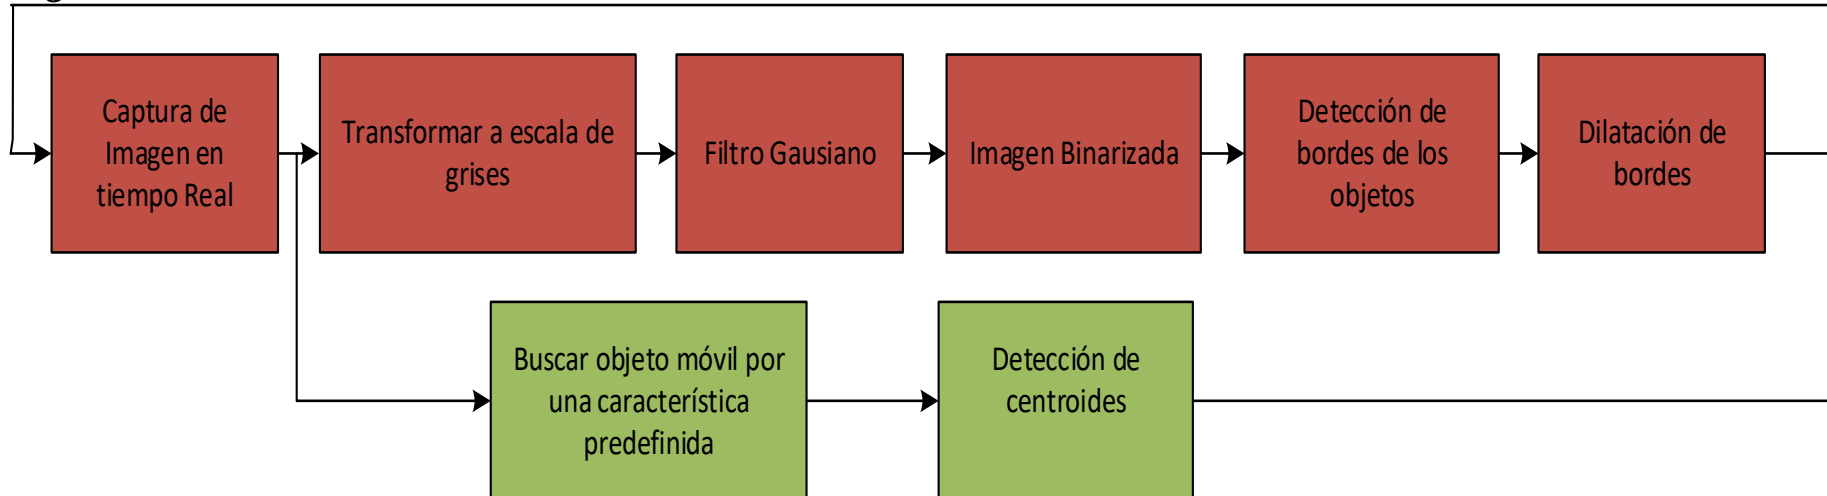 Captura de
Imagen en
tiempo Real
Transformar a escala de
grises
Filtro Gausiano
Imagen Binarizada
Detección de
bordes de los
objetos
Dilatación de
bordes
Buscar objeto móvil por
una característica
predefinida
Detección de
centroides